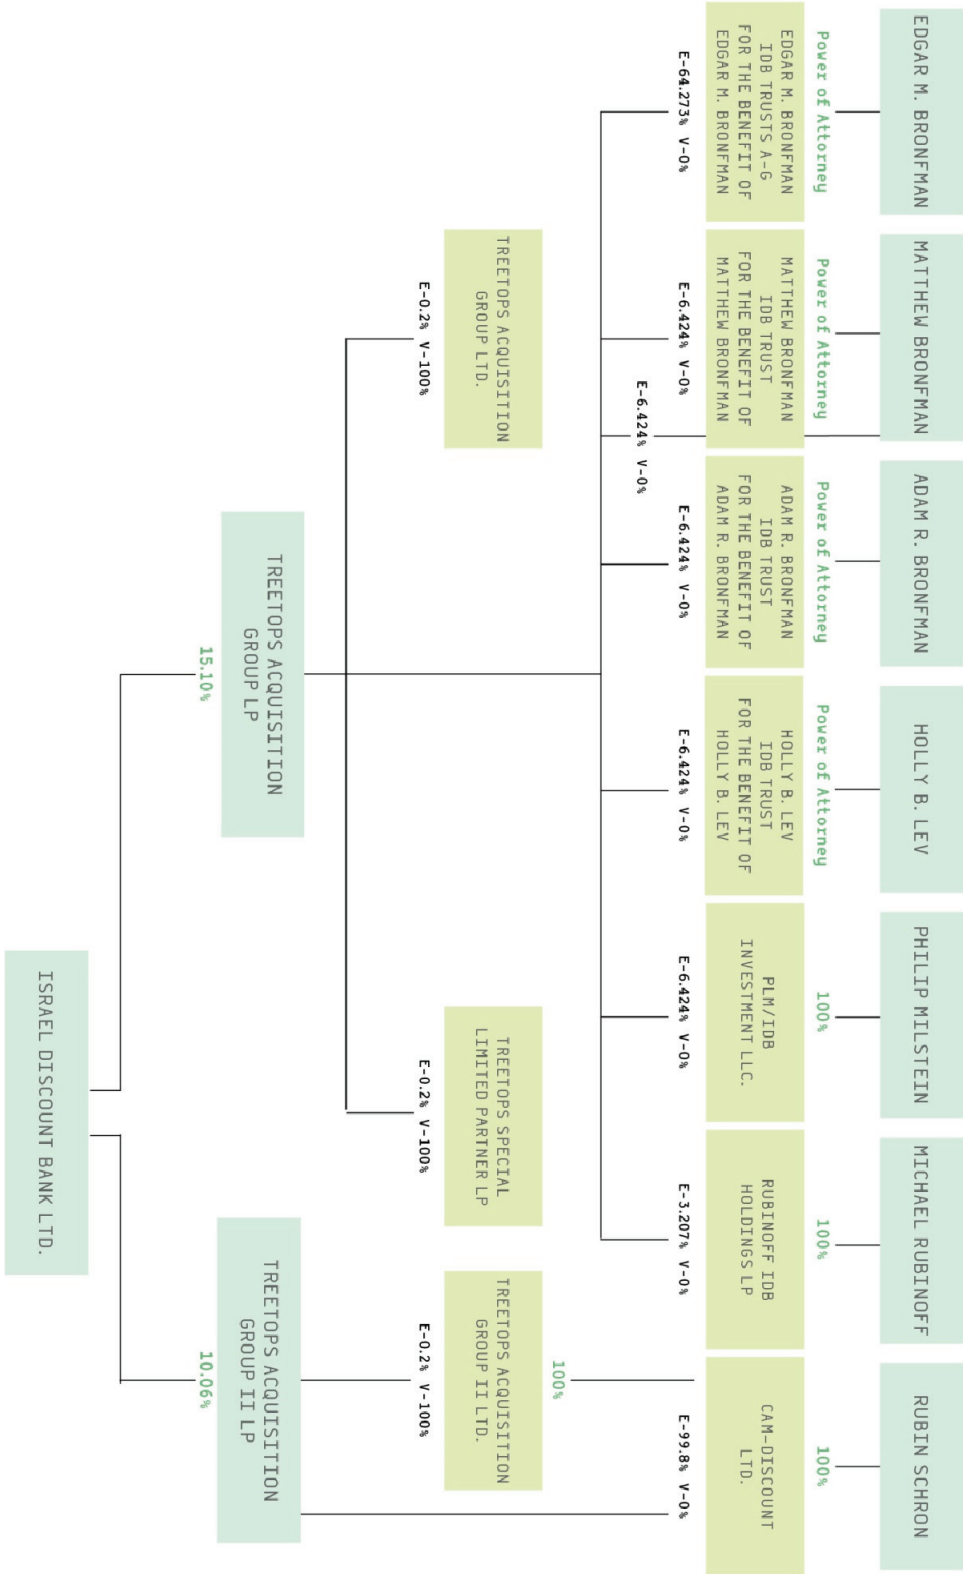 EDGAR M. BRONFMAN
MATTHEW BRONFMAN
ADAM R. BRONFMAN
HOLLY B. LEV
PHILIP MILSTEIN
MICHAEL RUBINOFF
RUBIN SCHRON
Power of Attorney
Power of Attorney
Power of Attorney
Power of Attorney
100%
100%
100%
EDGAR M. BRONFMAN
IDB TRUSTS A-G
FOR THE BENEFIT OF
EDGAR M. BRONFMAN
MATTHEW BRONFMAN
IDB TRUST
FOR THE BENEFIT OF
MATTHEW BRONFMAN
ADAM R. BRONFMAN
IDB TRUST
FOR THE BENEFIT OF
ADAM R. BRONFMAN
HOLLY B. LEV
IDB TRUST
FOR THE BENEFIT OF
HOLLY B. LEV
PLM/IDB
INVESTMENT LLC.
RUBINOFF IDB
HOLDINGS LP
CAM-DISCOUNT
LTD.
E-64.273% V-0%
E-6.424% V-0%
E-6.424% V-0%
E-6.424% V-0%
E-6.424% V-0%
E-3.207% V-0%
E-99.8% V-0%
E-6.424% V-0%
100%
TREETOPS ACQUISITION
GROUP LTD.
TREETOPS SPECIAL
LIMITED PARTNER LP
TREETOPS ACQUISITION
GROUP II LTD.
E-0.2% V-100%
E-0.2% V-100%
E-0.2% V-100%
TREETOPS ACQUISITION
GROUP LP
TREETOPS ACQUISITION
GROUP II LP
15.10%
10.06%
ISRAEL DISCOUNT BANK LTD.